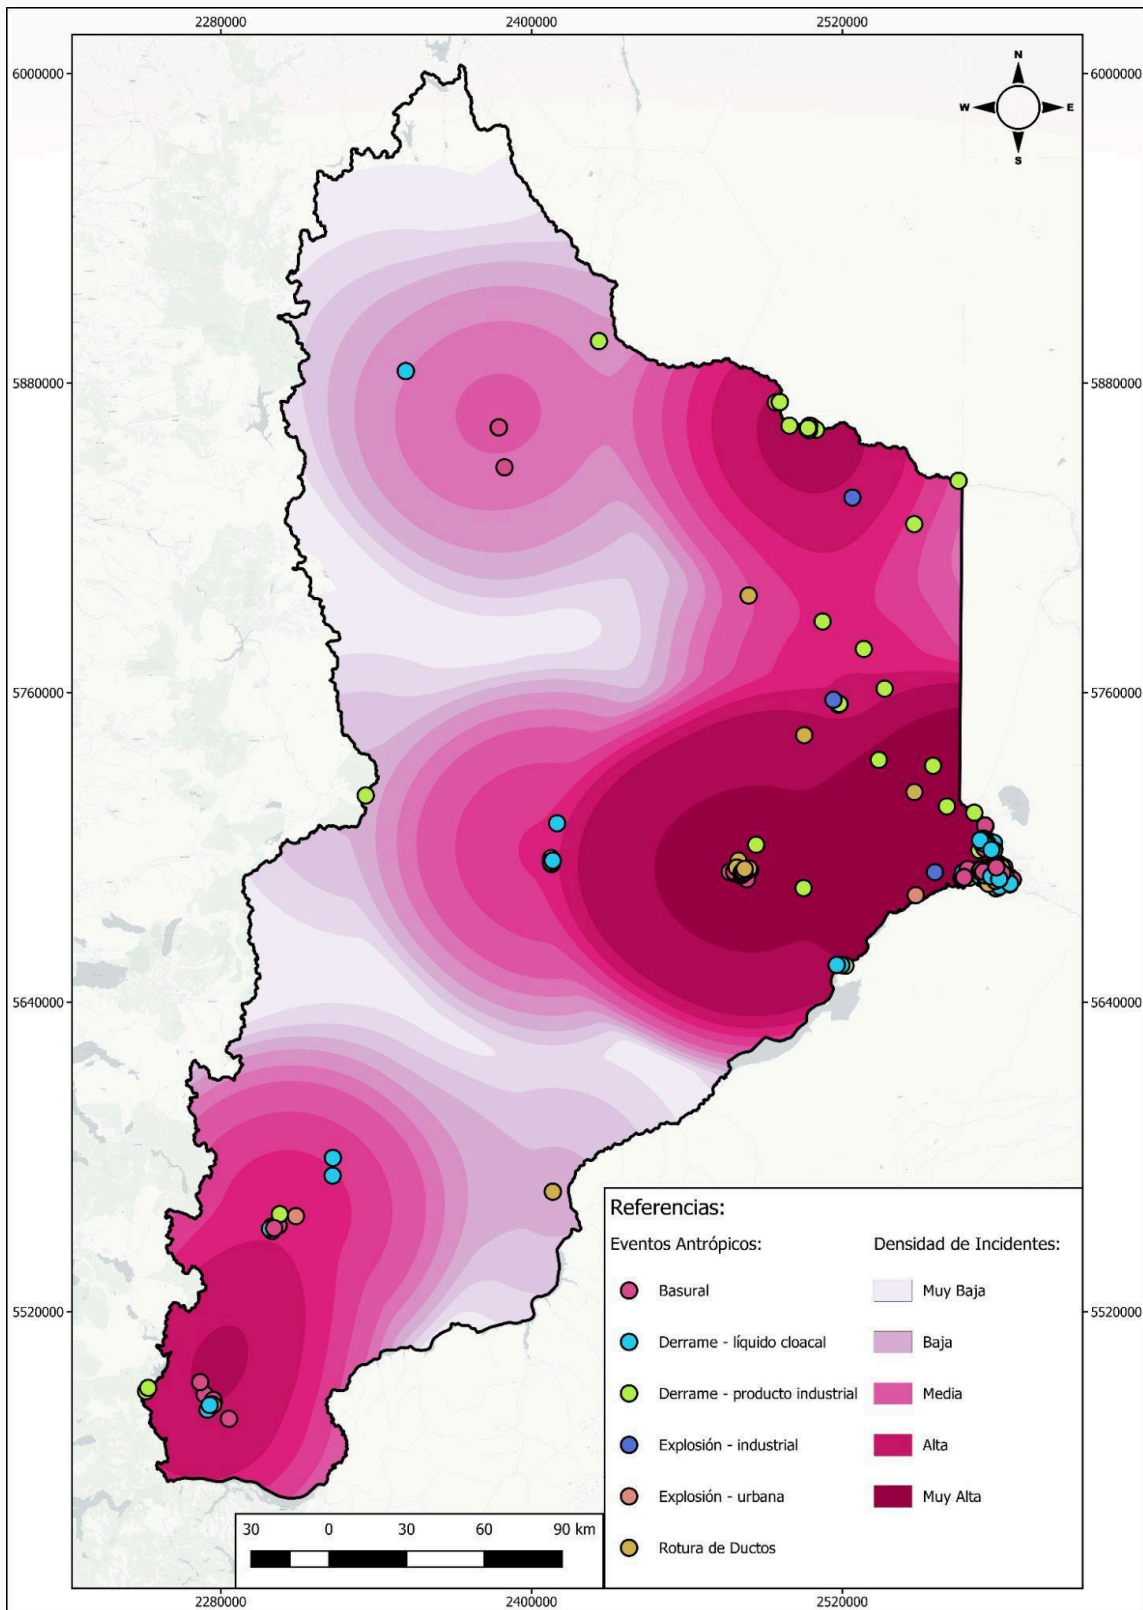 2280000 2400000 2520000
6000000 6000000
N
W E
S
5880000 5880000
5760000 5760000
5640000 5640000
Referencias:
Eventos Antrópicos: Densidad de Incidentes:
Basural Muy Baja
Derrame - líquido cloacal Baja
5520000 5520000
Derrame - producto industrial Media
Explosión - industrial Alta
Explosión - urbana Muy Alta
Rotura de Ductos
30 0 30 60 90 km
2280000 2400000 2520000